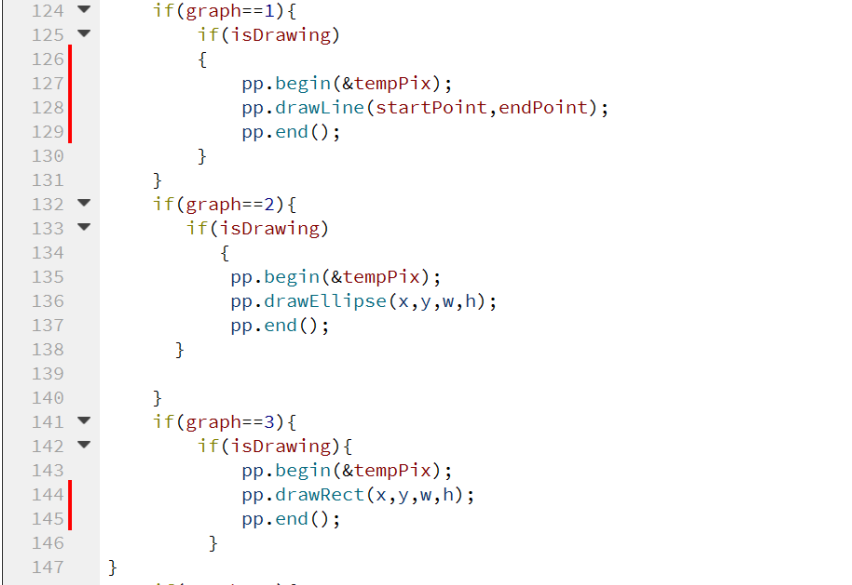 124 if(graph==1){
125 if(isDrawing)
126 {
127 pp.begin(&tempPix);
128 pp.drawLine(startPoint,endPoint);
129 pp.end();
130 }
131 }
132 if(graph==2){
133 if(isDrawing)
134 {
135 pp.begin(&tempPix);
136 pp.drawEllipse(x,y,w,h);
137 pp.end();
138 }
139
140 }
141 if(graph==3){
142 if(isDrawing){
143 pp.begin(&tempPix);
144 pp.drawRect(x,y,w,h);
145 pp.end();
146 }
147 }